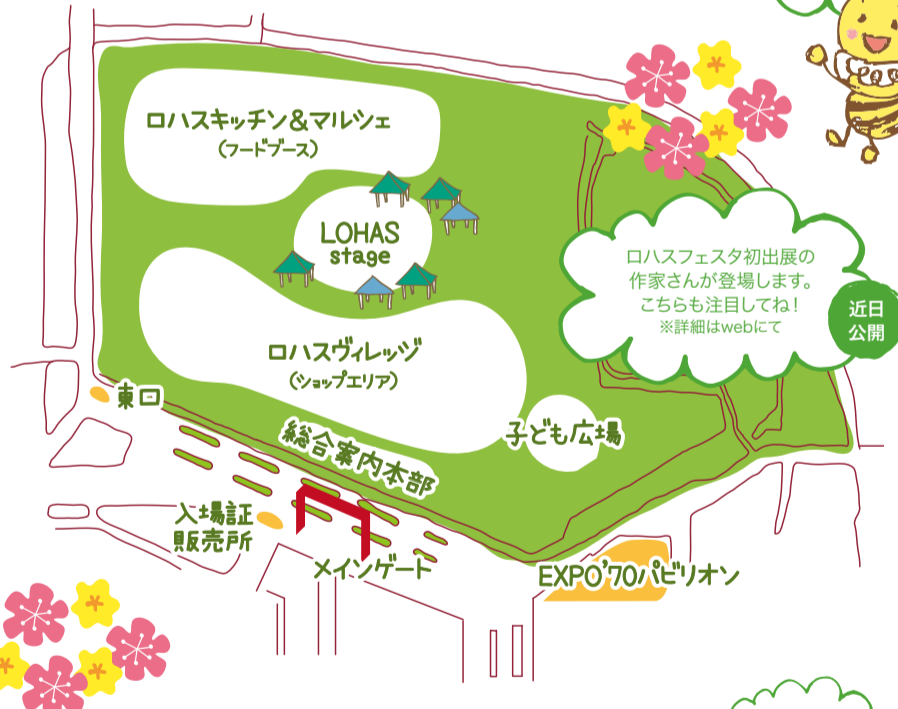 ロハスキッチン&マルシェ
(フードブース)
LOHAS
stage
ロハスフェスタ初出展の
作家さんが登場します。
こちらも注目してね!
※詳細はwebにて
近日
公開
ロハスヴィレッジ
(ショップエリア)
東口
子ども広場
総合案内本部
入場証
販売所
メインゲート
EXPO'70パビリオン